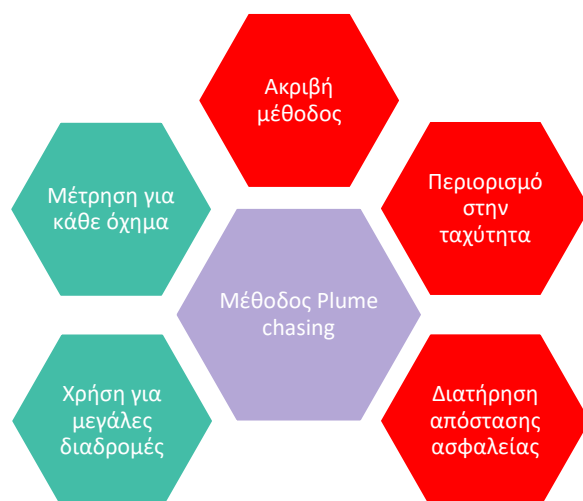 Ακριβή
μέθοδος
Μέτρηση για
κάθε όχημα
Περιορισμό
στην
ταχύτητα
Μέθοδος Plume
chasing
Χρήση για
μεγάλες
διαδρομές
Διατήρηση
απόστασης
ασφαλείας